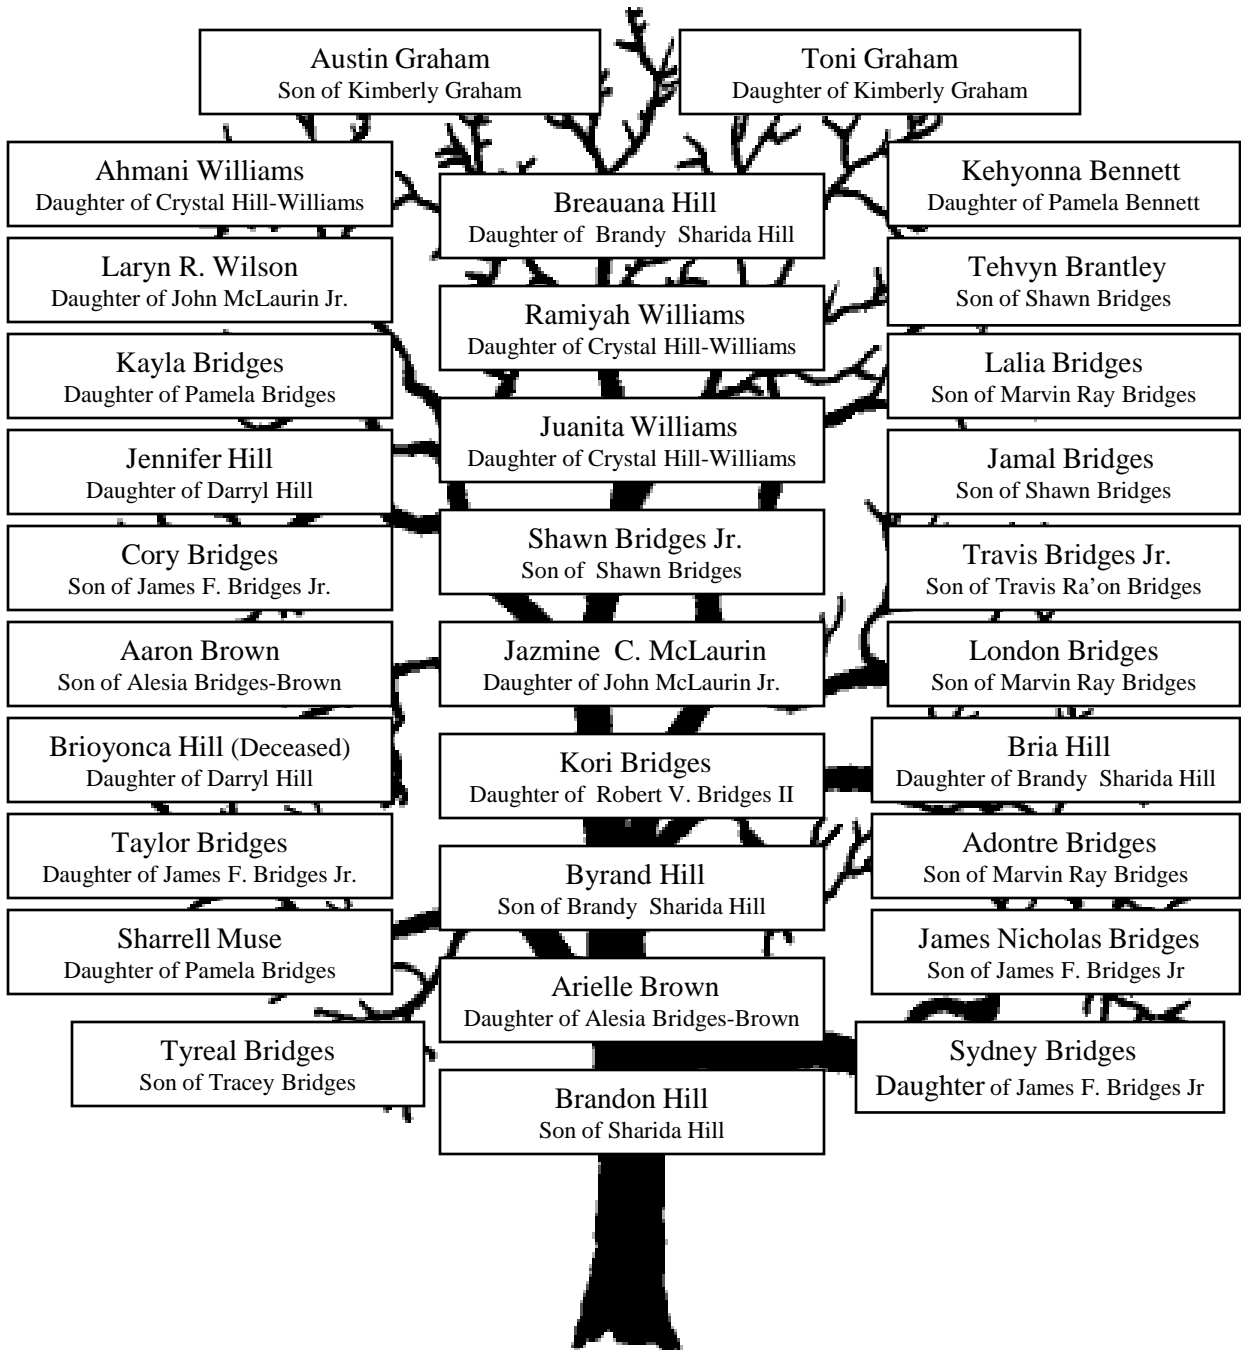 Austin Graham
Son of Kimberly Graham
Toni Graham
Daughter of Kimberly Graham
Ahmani Williams
Daughter of Crystal Hill-Williams
Laryn R. Wilson
Daughter of John McLaurin Jr.
Kayla Bridges
Daughter of Pamela Bridges
Jennifer Hill
Daughter of Darryl Hill
Cory Bridges
Son of James F. Bridges Jr.
Aaron Brown
Son of Alesia Bridges-Brown
Brioyonca Hill (Deceased)
Daughter of Darryl Hill
Taylor Bridges
Daughter of James F. Bridges Jr.
Sharrell Muse
Daughter of Pamela Bridges
Tyreal Bridges
Son of Tracey Bridges
Breauana Hill
Daughter of Brandy Sharida Hill
Ramiyah Williams
Daughter of Crystal Hill-Williams
Juanita Williams
Daughter of Crystal Hill-Williams
Shawn Bridges Jr.
Son of Shawn Bridges
Jazmine C. McLaurin
Daughter of John McLaurin Jr.
Kori Bridges
Daughter of Robert V. Bridges II
Byrand Hill
Son of Brandy Sharida Hill
Arielle Brown
Daughter of Alesia Bridges-Brown
Brandon Hill
Son of Sharida Hill
Kehyonna Bennett
Daughter of Pamela Bennett
Tehvyn Brantley
Son of Shawn Bridges
Lalia Bridges
Son of Marvin Ray Bridges
Jamal Bridges
Son of Shawn Bridges
Travis Bridges Jr.
Son of Travis Ra’on Bridges
London Bridges
Son of Marvin Ray Bridges
Bria Hill
Daughter of Brandy Sharida Hill
Adontre Bridges
Son of Marvin Ray Bridges
James Nicholas Bridges
Son of James F. Bridges Jr
Sydney Bridges
Daughter of James F. Bridges Jr